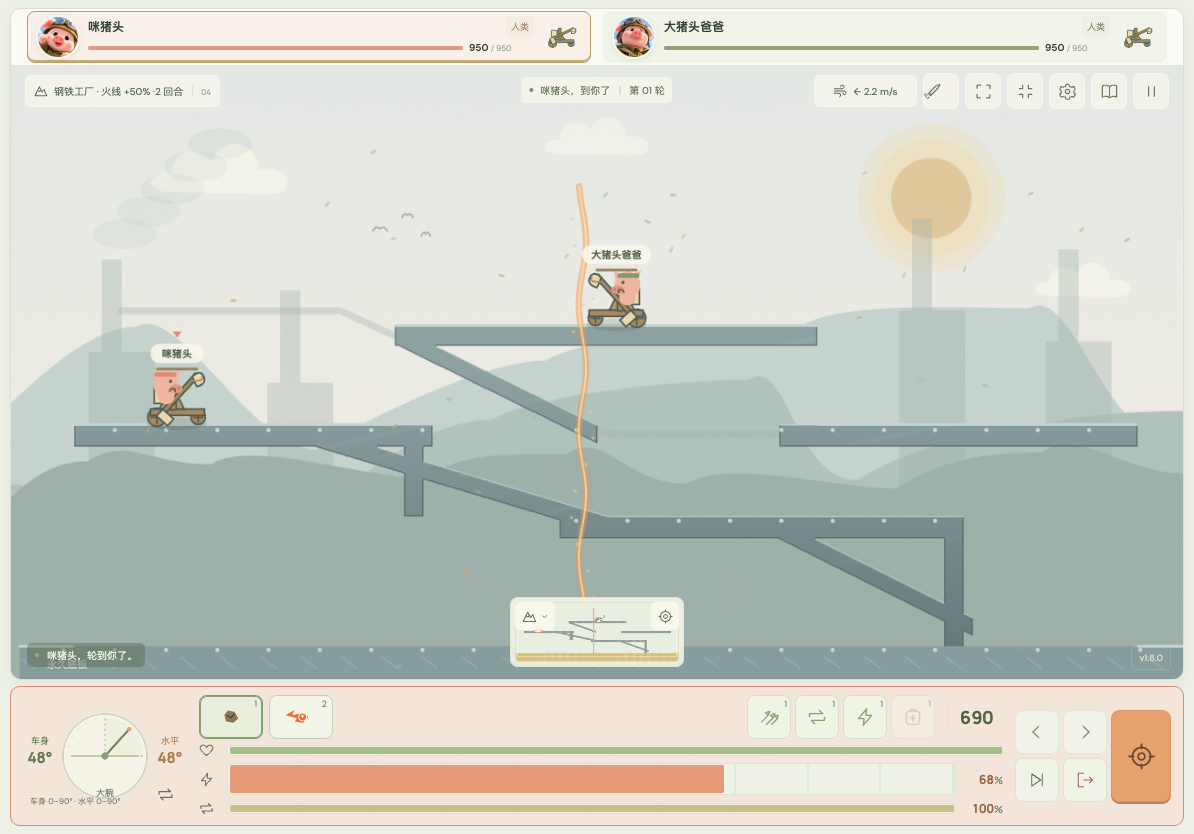 咪猪头
人类
950 / 950
大猪头爸爸
人类
950 / 950
钢铁工厂 · 火线 +50% ·2 回合 04
咪猪头，到你了 第 01 轮
← 2.2 m/s
大猪头爸爸
咪猪头
咪猪头，轮到你了。
v1.8.0
1
2
1
1
1
1
690
车身
48°
水平
48°
大腕
车身 0–90° · 水平 0–90°
68%
100%